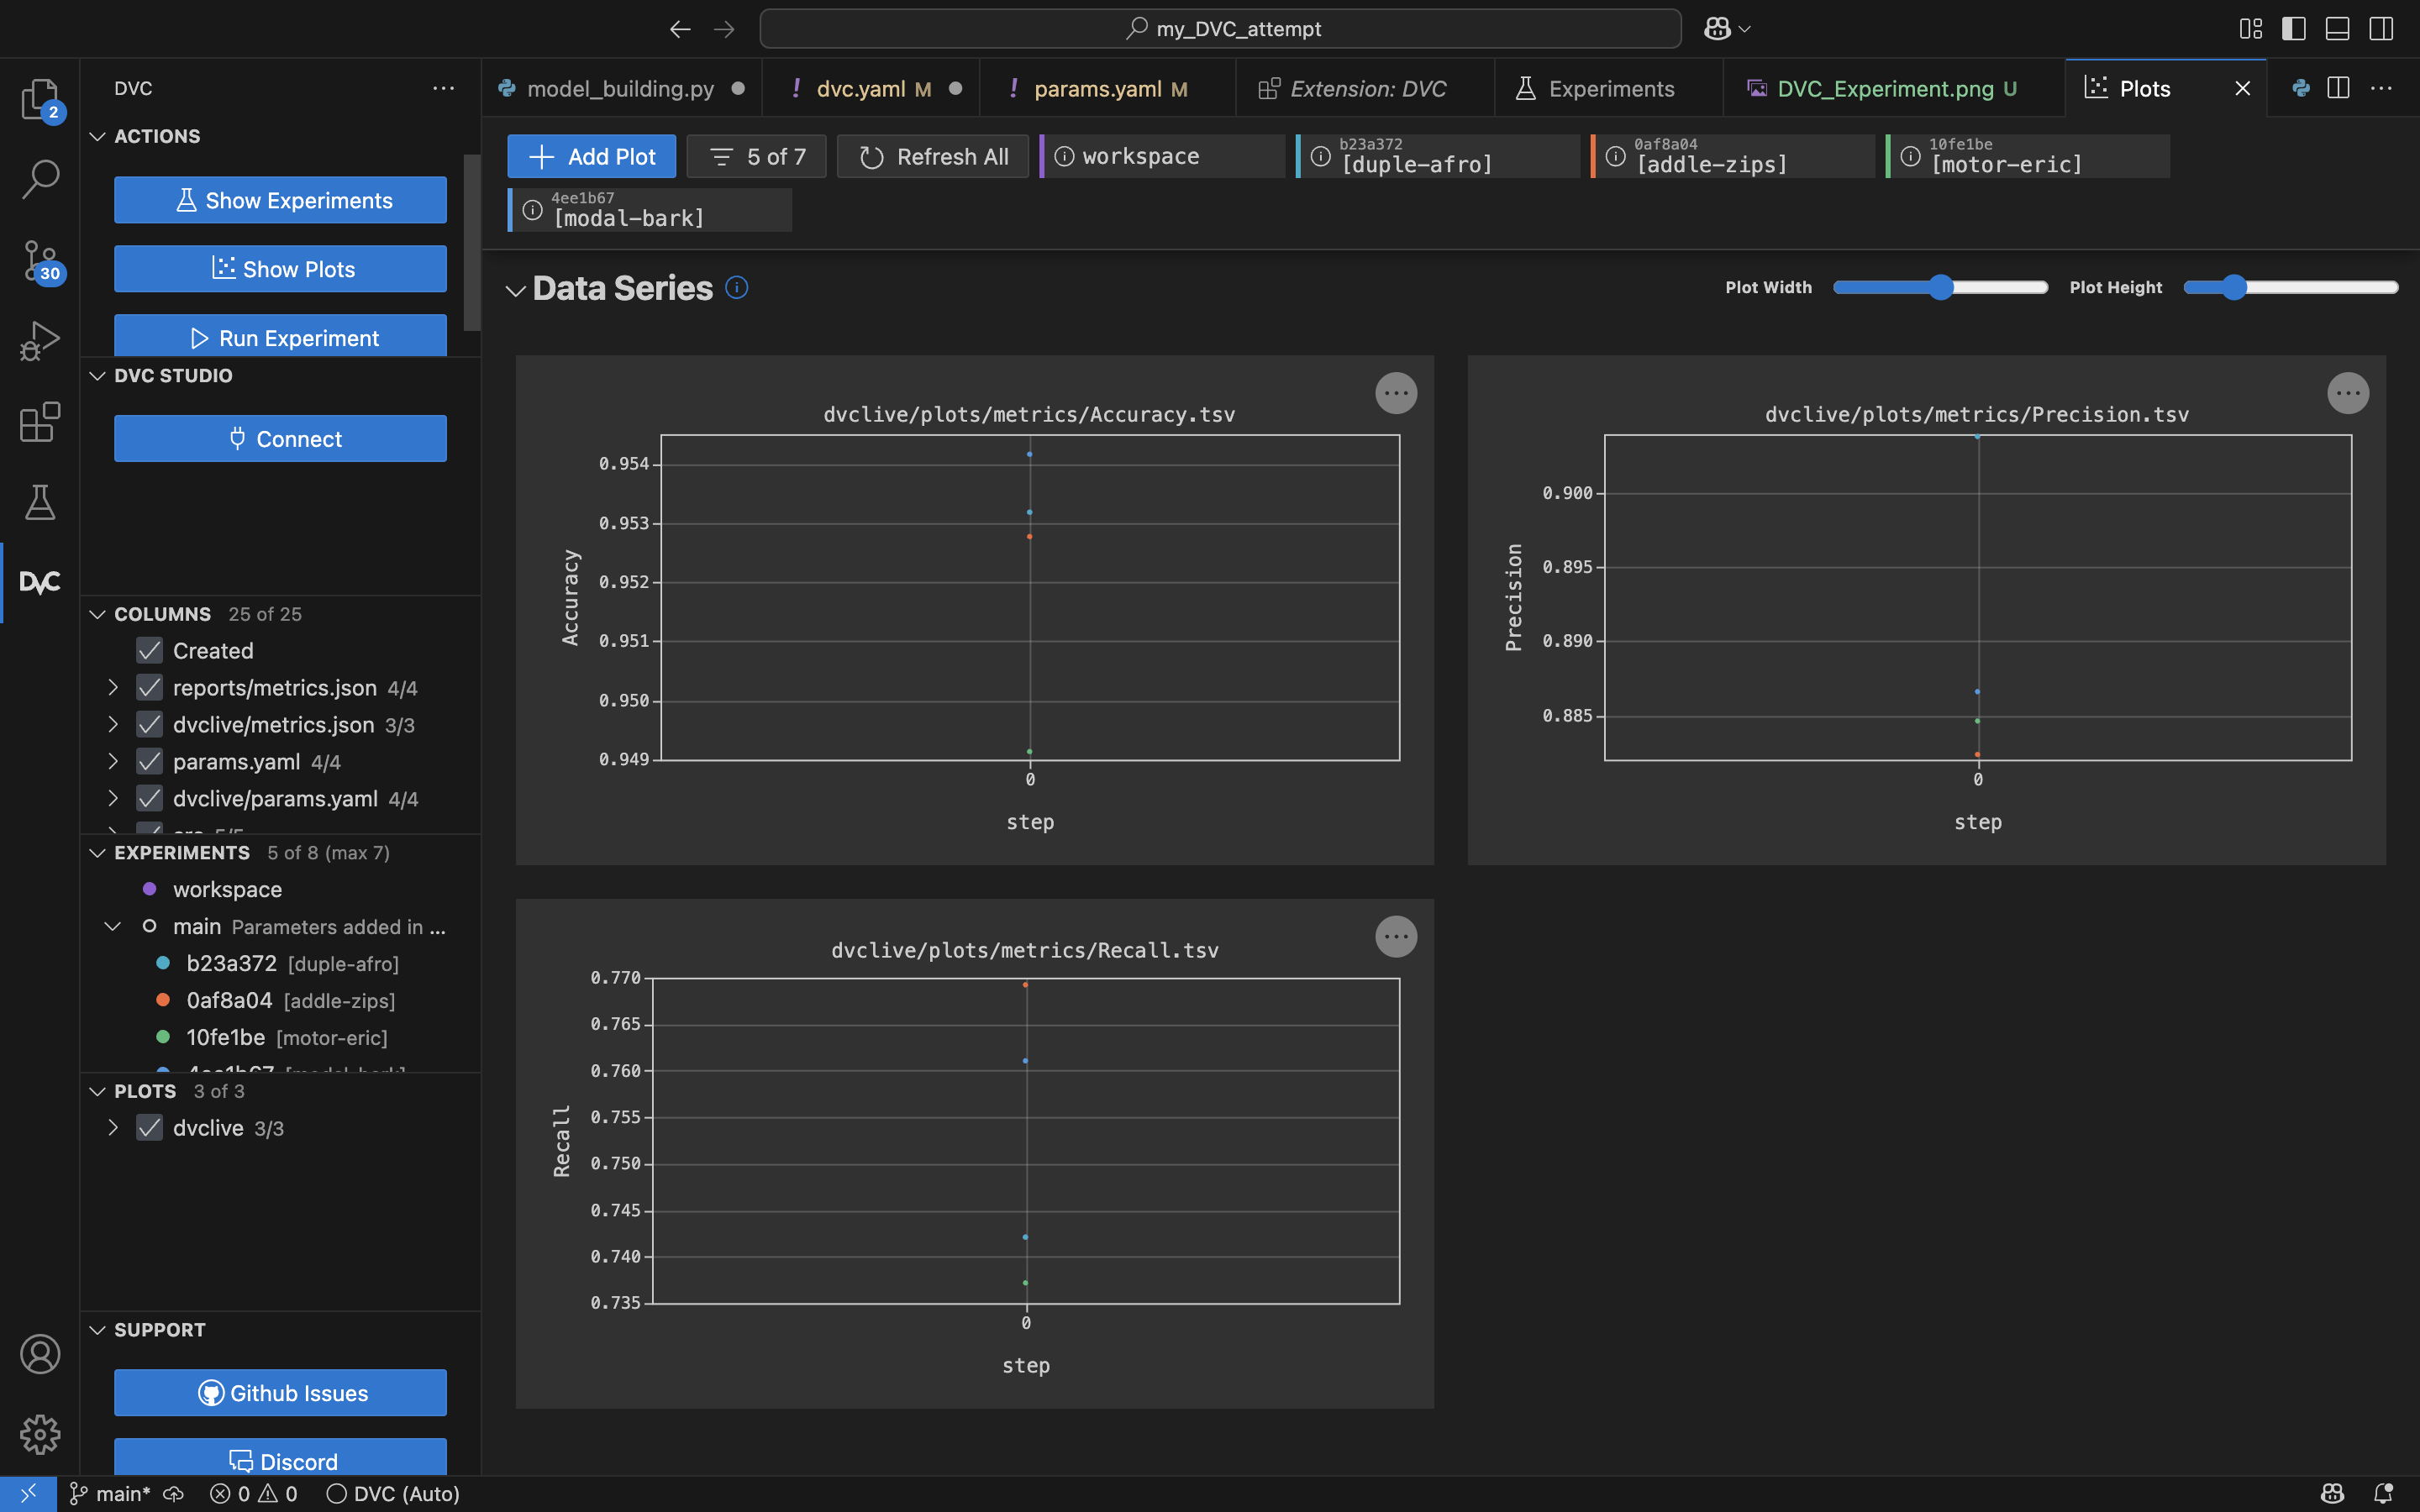 my_DVC_attempt
2
30
DVC
DVC
ACTIONS
Show Experiments
Show Plots
Run Experiment
DVC STUDIO
Connect
COLUMNS 25 of 25
Created
reports/metrics.json 4/4
dvclive/metrics.json 3/3
params.yaml 4/4
dvclive/params.yaml 4/4
src 5/5
EXPERIMENTS 5 of 8 (max 7)
workspace
main Parameters added in ...
b23a372 [duple-afro]
0af8a04 [addle-zips]
10fe1be [motor-eric]
4ee1b67 [modal-bark]
PLOTS 3 of 3
dvclive 3/3
SUPPORT
Github Issues
Discord
model_building.py
! dvc.yaml M
! params.yaml M
Extension: DVC
Experiments
DVC_Experiment.png U
Plots
Add Plot
5 of 7
Refresh All
workspace
b23a372
[duple-afro]
0af8a04
[addle-zips]
10fe1be
[motor-eric]
4ee1b67
[modal-bark]
Data Series
Plot Width
Plot Height
dvclive/plots/metrics/Accuracy.tsv
0.954
0.953
0.952
0.951
0.950
0.949
Accuracy
0
step
dvclive/plots/metrics/Precision.tsv
0.900
0.895
0.890
0.885
Precision
0
step
dvclive/plots/metrics/Recall.tsv
0.770
0.765
0.760
0.755
0.750
0.745
0.740
0.735
Recall
0
step
main* 0 0 DVC (Auto)